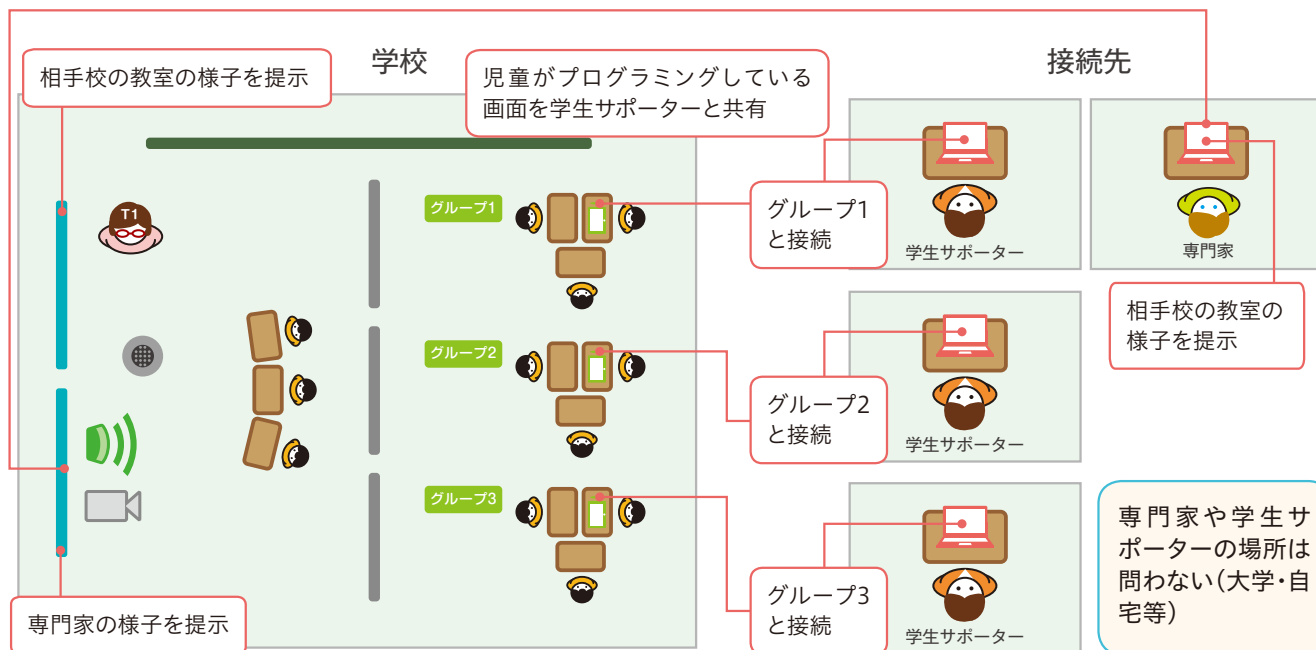 学校
接続先
相手校の教室の様子を提示
児童がプログラミングしている
画面を学生サポーターと共有
T1
グループ1
グループ2
グループ3
専門家の様子を提示
グループ1
と接続
学生サポーター
専門家
相手校の教室の
様子を提示
グループ2
と接続
学生サポーター
グループ3
と接続
学生サポーター
専門家や学生サ
ポーターの場所は
問わない（大学・自
宅等）